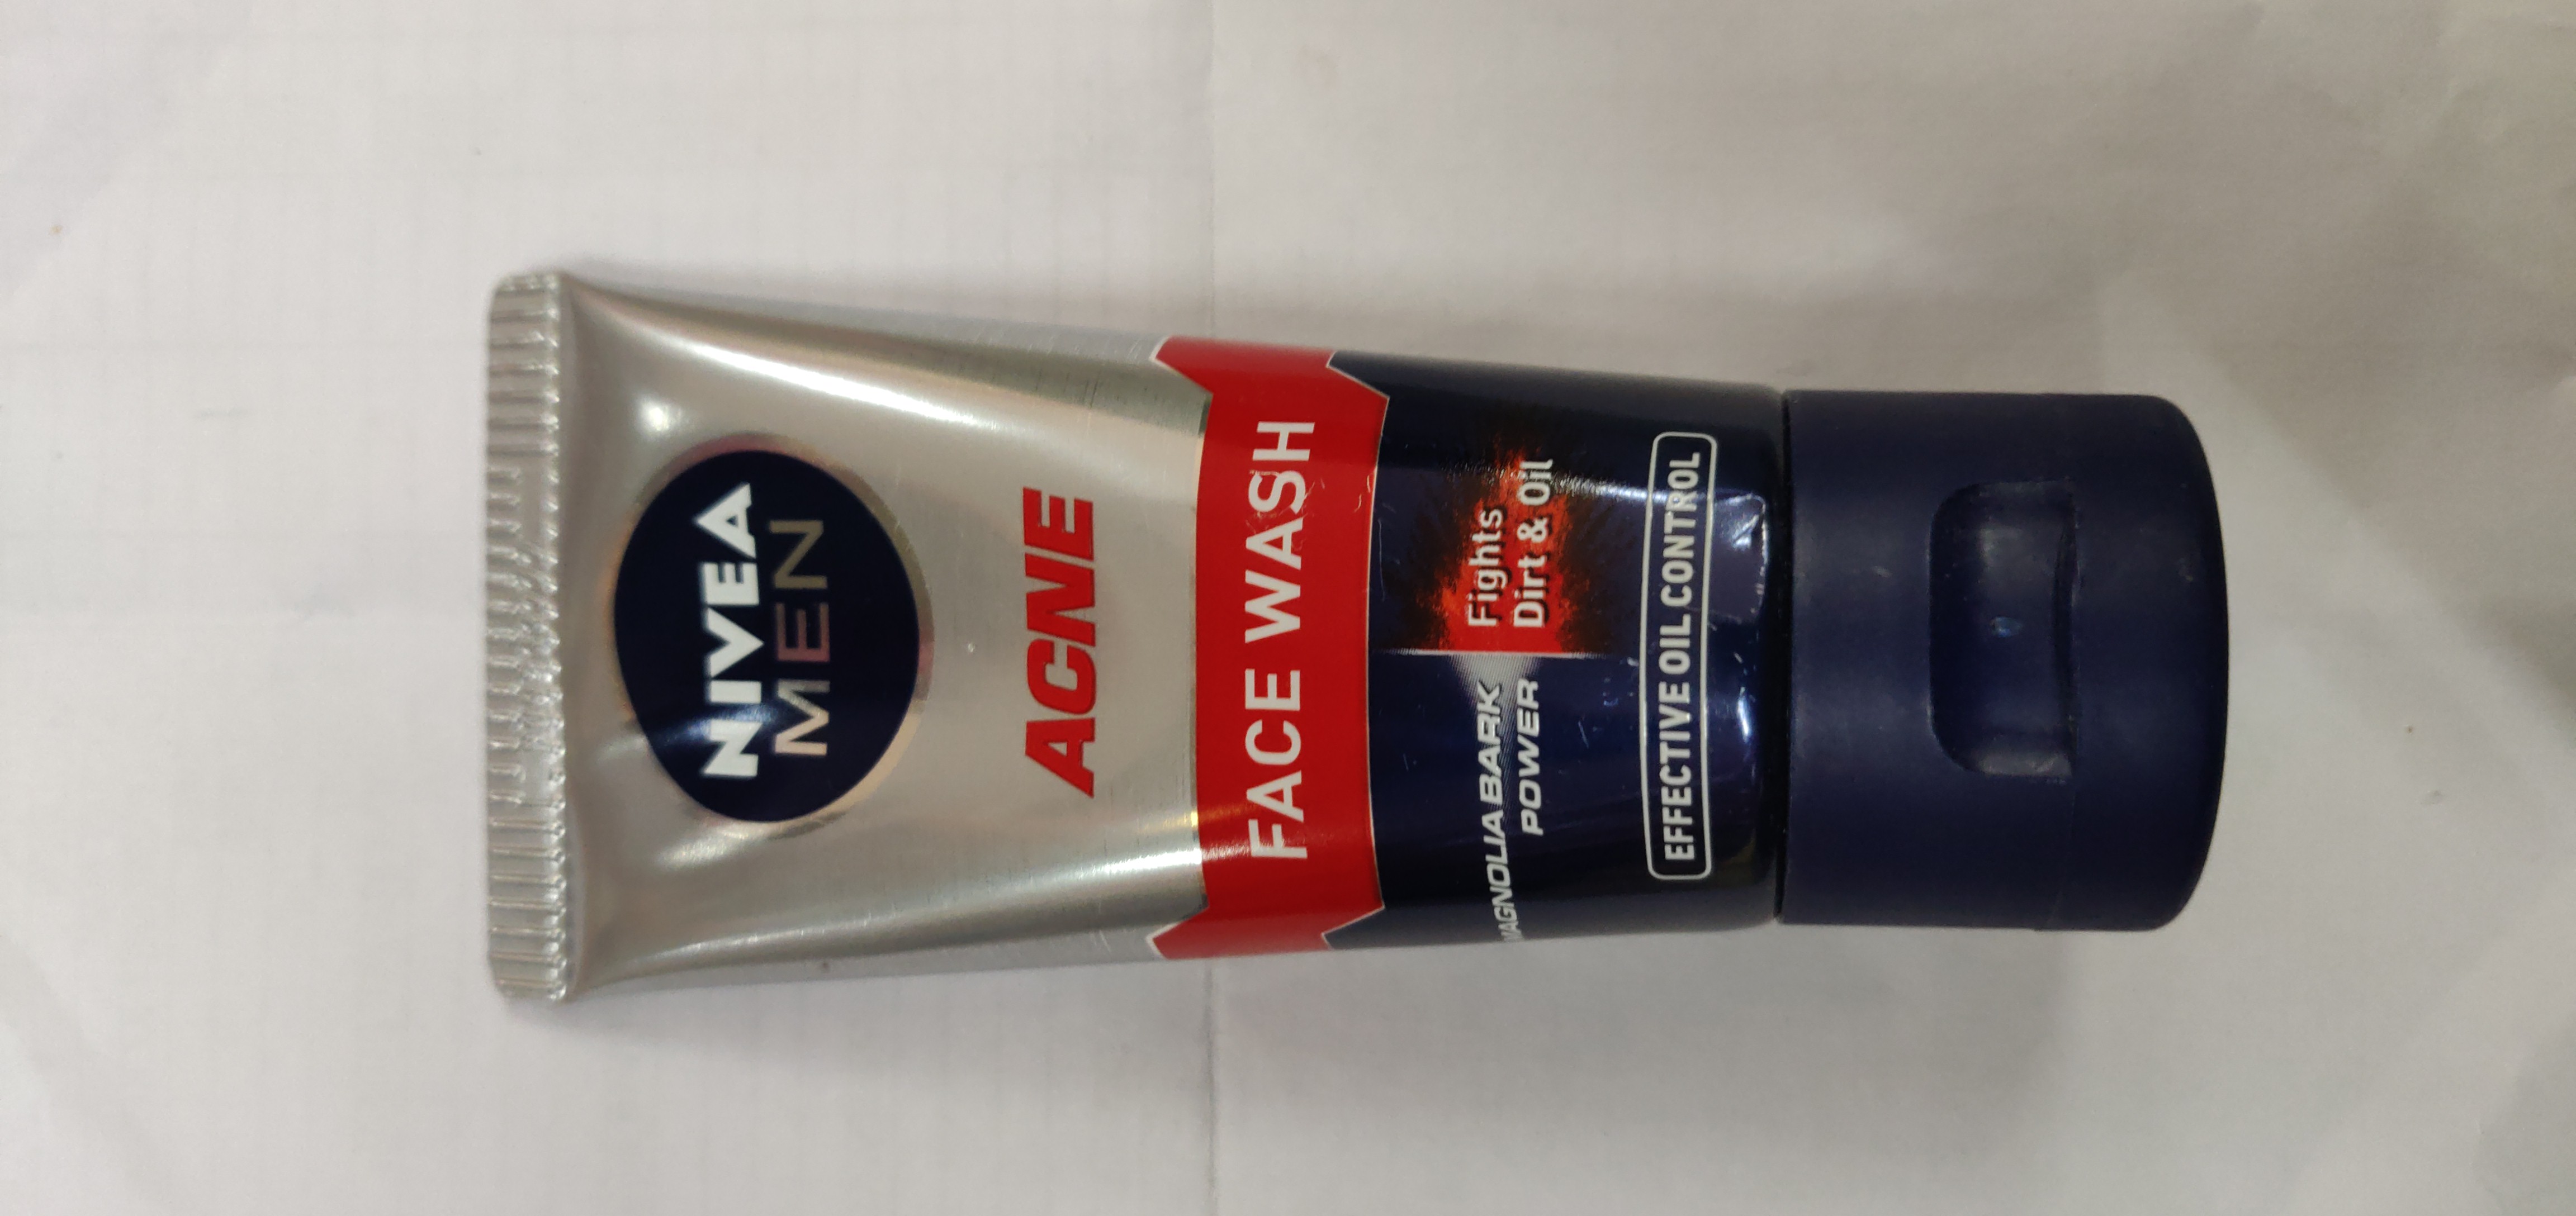 NIVEA
MEN
ACNE
FACE WASH
MAGNOLIA BARK
POWER
Fights
Dirt & Oil
EFFECTIVE OIL CONTROL